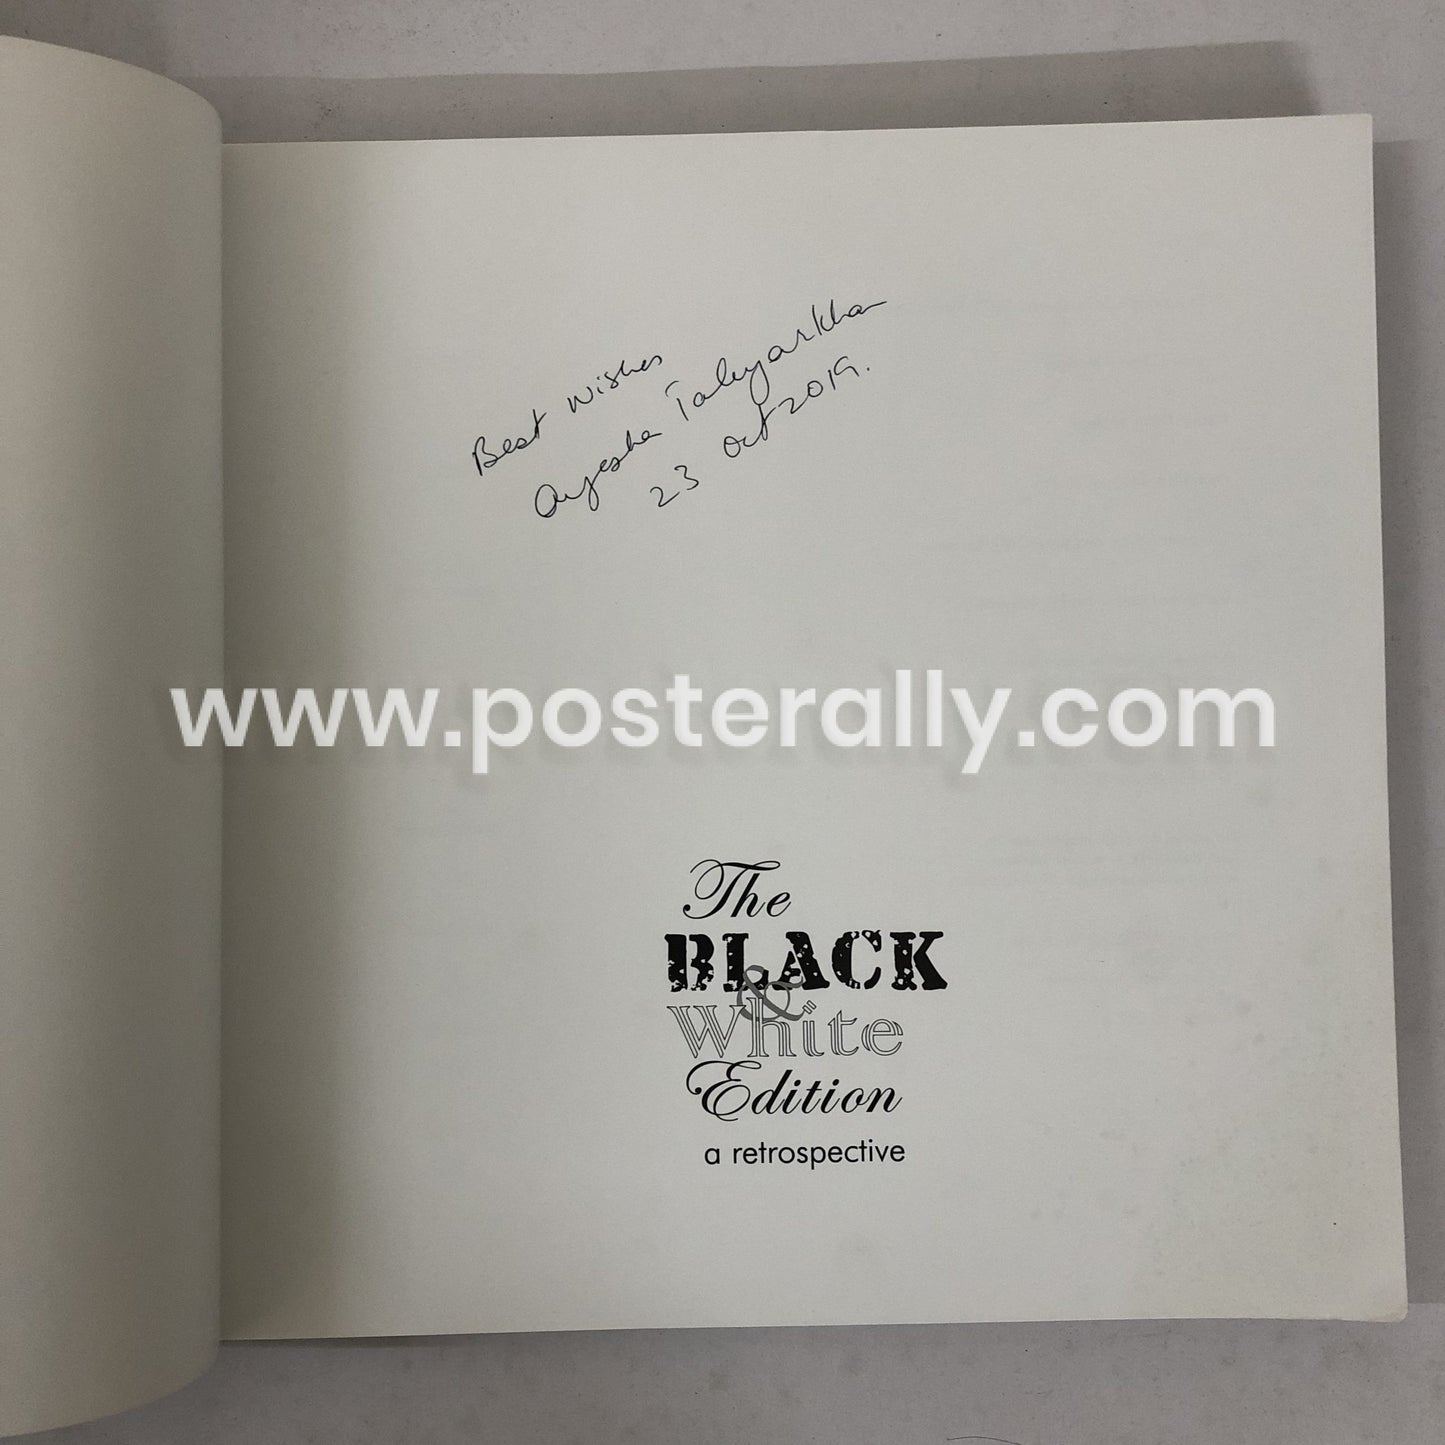 Best Wishes
Ayesha Taleyarkhan
23 Oct 2019.
www.posterally.com
The
BLACK
&
White
Edition
a retrospective